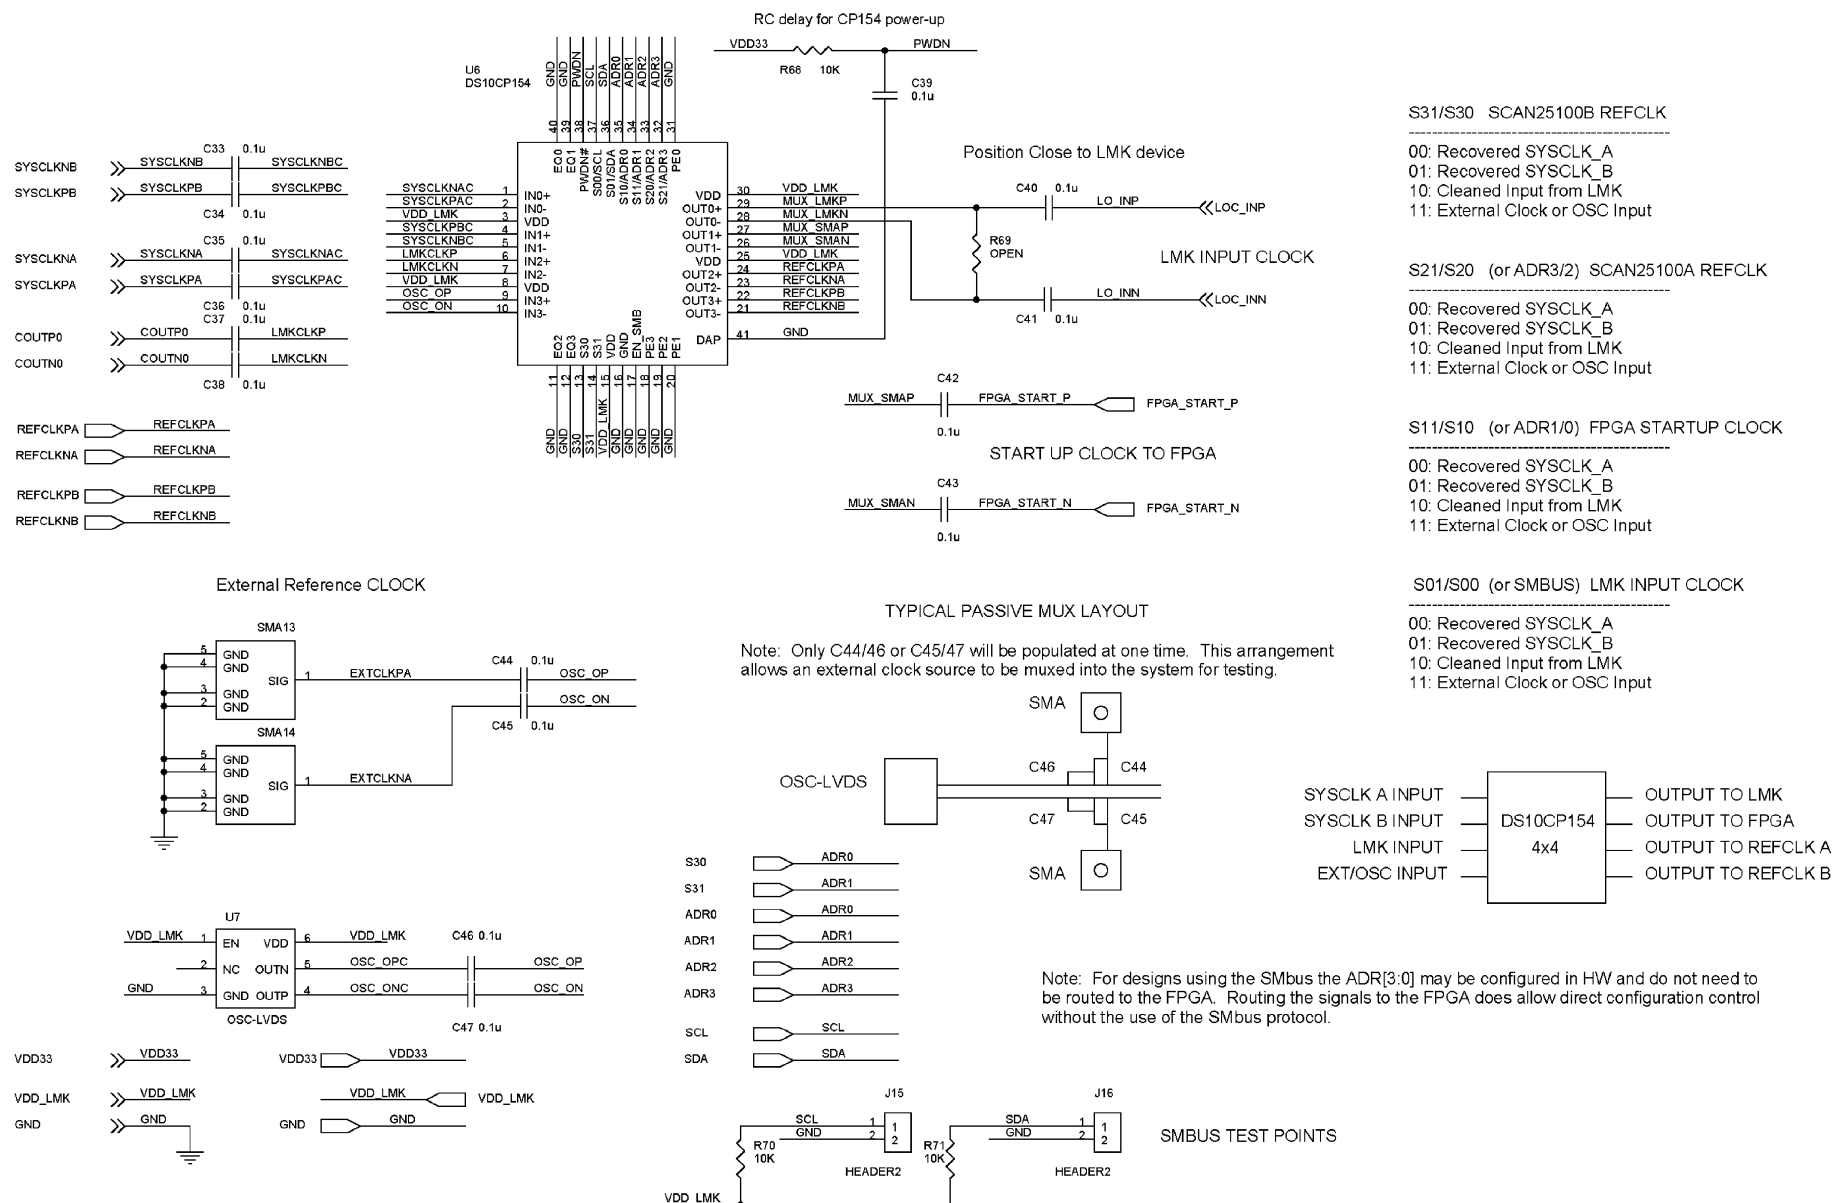 RC delay for CP154 power-up
VDD33
PWDN
R68 10K
C39
0.1u
U6
DS10CP154
GND
GND
PWDN
SCL
SDA
ADR0
ADR1
ADR2
ADR3
GND
40
39
38
37
36
35
34
33
32
31
EQ0
EQ1
PWDN#
S00/SCL
S01/SDA
S10/ADR0
S11/ADR1
S20/ADR2
S21/ADR3
PE0
SYSCLKNAC 1 IN0+
SYSCLKPAC 2 IN0-
VDD_LMK 3 VDD
SYSCLKPBC 4 IN1+
SYSCLKNBC 5 IN1-
LMKCLKP 6 IN2+
LMKCLKN 7 IN2-
VDD_LMK 8 VDD
OSC_OP 9 IN3+
OSC_ON 10 IN3-
VDD 30 VDD_LMK
OUT0+ 29 MUX_LMKP
OUT0- 28 MUX_LMKN
OUT1+ 27 MUX_SMAP
OUT1- 26 MUX_SMAN
VDD 25 VDD_LMK
OUT2+ 24 REFCLKPA
OUT2- 23 REFCLKNA
OUT3+ 22 REFCLKPB
OUT3- 21 REFCLKNB
DAP 41 GND
EQ2
EQ3
S30
S31
VDD
GND
EN_SMB
PE3
PE2
PE1
11
12
13
14
15
16
17
18
19
20
GND
GND
S30
S31
VDD_LMK
GND
GND
GND
GND
GND
C33 0.1u
SYSCLKNB SYSCLKNB SYSCLKNBC
SYSCLKPB SYSCLKPB SYSCLKPBC
C34 0.1u
C35 0.1u
SYSCLKNA SYSCLKNA SYSCLKNAC
SYSCLKPA SYSCLKPA SYSCLKPAC
C36 0.1u
C37 0.1u
COUTP0 COUTP0 LMKCLKP
COUTN0 COUTN0 LMKCLKN
C38 0.1u
REFCLKPA REFCLKPA
REFCLKNA REFCLKNA
REFCLKPB REFCLKPB
REFCLKNB REFCLKNB
Position Close to LMK device
C40 0.1u
LO_INP
LOC_INP
R69
OPEN
LMK INPUT CLOCK
LO_INN
LOC_INN
C41 0.1u
C42
MUX_SMAP FPGA_START_P FPGA_START_P
0.1u
START UP CLOCK TO FPGA
C43
MUX_SMAN FPGA_START_N FPGA_START_N
0.1u
S31/S30 SCAN25100B REFCLK
---------------------------------------------
00: Recovered SYSCLK_A
01: Recovered SYSCLK_B
10: Cleaned Input from LMK
11: External Clock or OSC Input
S21/S20 (or ADR3/2) SCAN25100A REFCLK
---------------------------------------------
00: Recovered SYSCLK_A
01: Recovered SYSCLK_B
10: Cleaned Input from LMK
11: External Clock or OSC Input
S11/S10 (or ADR1/0) FPGA STARTUP CLOCK
---------------------------------------------
00: Recovered SYSCLK_A
01: Recovered SYSCLK_B
10: Cleaned Input from LMK
11: External Clock or OSC Input
S01/S00 (or SMBUS) LMK INPUT CLOCK
---------------------------------------------
00: Recovered SYSCLK_A
01: Recovered SYSCLK_B
10: Cleaned Input from LMK
11: External Clock or OSC Input
External Reference CLOCK
SMA13
5 GND
4 GND
SIG 1 EXTCLKPA
3 GND
2 GND
C44 0.1u
OSC_OP
OSC_ON
C45 0.1u
SMA14
5 GND
4 GND
SIG 1 EXTCLKNA
3 GND
2 GND
TYPICAL PASSIVE MUX LAYOUT
Note: Only C44/46 or C45/47 will be populated at one time. This arrangement
allows an external clock source to be muxed into the system for testing.
SMA
OSC-LVDS
C46
C44
C47
C45
SMA
SYSCLK A INPUT
SYSCLK B INPUT
LMK INPUT
EXT/OSC INPUT
DS10CP154
4x4
OUTPUT TO LMK
OUTPUT TO FPGA
OUTPUT TO REFCLK A
OUTPUT TO REFCLK B
S30 ADR0
S31 ADR1
ADR0 ADR0
ADR1 ADR1
ADR2 ADR2
ADR3 ADR3
SCL SCL
SDA SDA
U7
VDD_LMK 1 EN VDD 6 VDD_LMK
2 NC OUTN 5 OSC_OPC
GND 3 GND OUTP 4 OSC_ONC
OSC-LVDS
C46 0.1u
OSC_OP
OSC_ON
C47 0.1u
Note: For designs using the SMbus the ADR[3:0] may be configured in HW and do not need to
be routed to the FPGA. Routing the signals to the FPGA does allow direct configuration control
without the use of the SMbus protocol.
VDD33 VDD33
VDD33 VDD33
VDD_LMK VDD_LMK
VDD_LMK VDD_LMK
GND GND
GND GND
J15
SCL 1 1
GND 2 2
R70
10K
HEADER2
VDD_LMK
J16
SDA 1 1
GND 2 2
R71
10K
HEADER2
SMBUS TEST POINTS